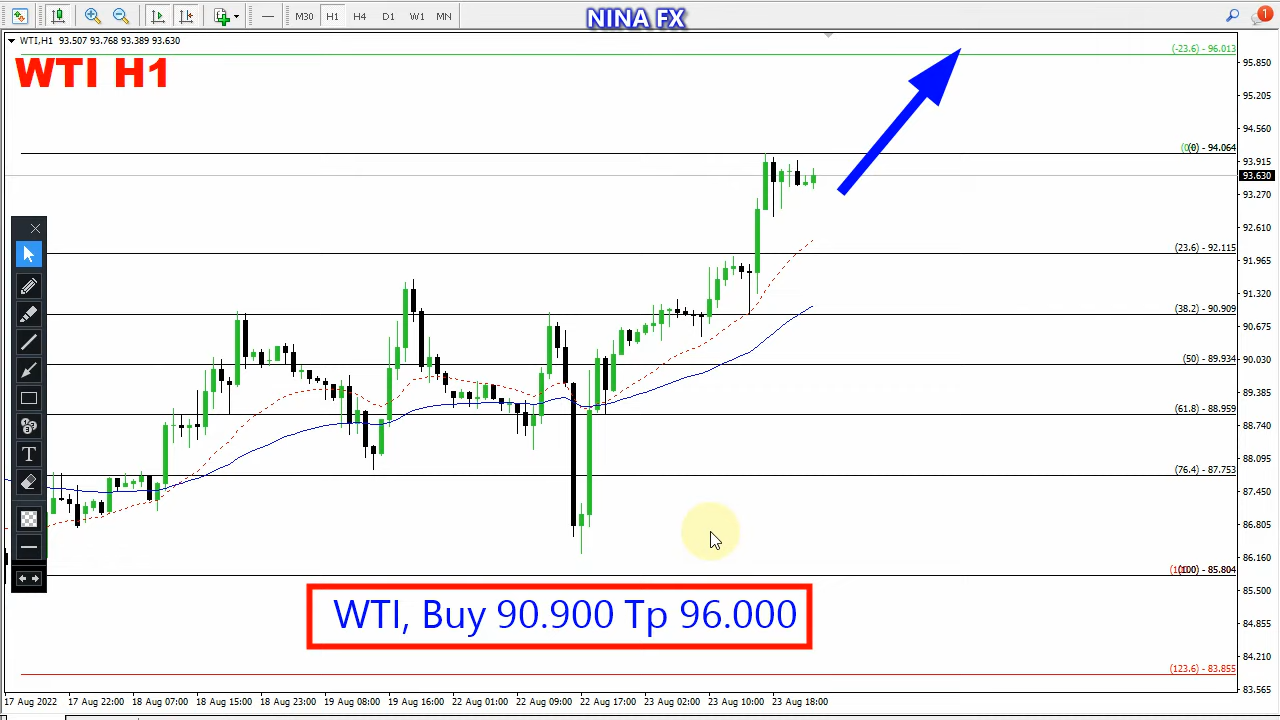 M30 H1 H4 D1 W1 MN
NINA FX
1
WTI,H1 93.507 93.768 93.389 93.630
WTI H1
(-23.6) - 96.013
95.850
95.205
94.560
(0) - 94.064
93.915
93.630
93.270
92.610
(23.6) - 92.115
91.965
91.320
(38.2) - 90.909
90.675
90.030
(50) - 89.934
89.385
(61.8) - 88.959
88.740
88.095
(76.4) - 87.753
87.450
86.805
86.160
(100) - 85.804
85.500
WTI, Buy 90.900 Tp 96.000
84.855
84.210
(123.6) - 83.855
83.565
17 Aug 2022 17 Aug 22:00 18 Aug 07:00 18 Aug 15:00 18 Aug 23:00 19 Aug 08:00 19 Aug 16:00 22 Aug 01:00 22 Aug 09:00 22 Aug 17:00 23 Aug 02:00 23 Aug 10:00 23 Aug 18:00